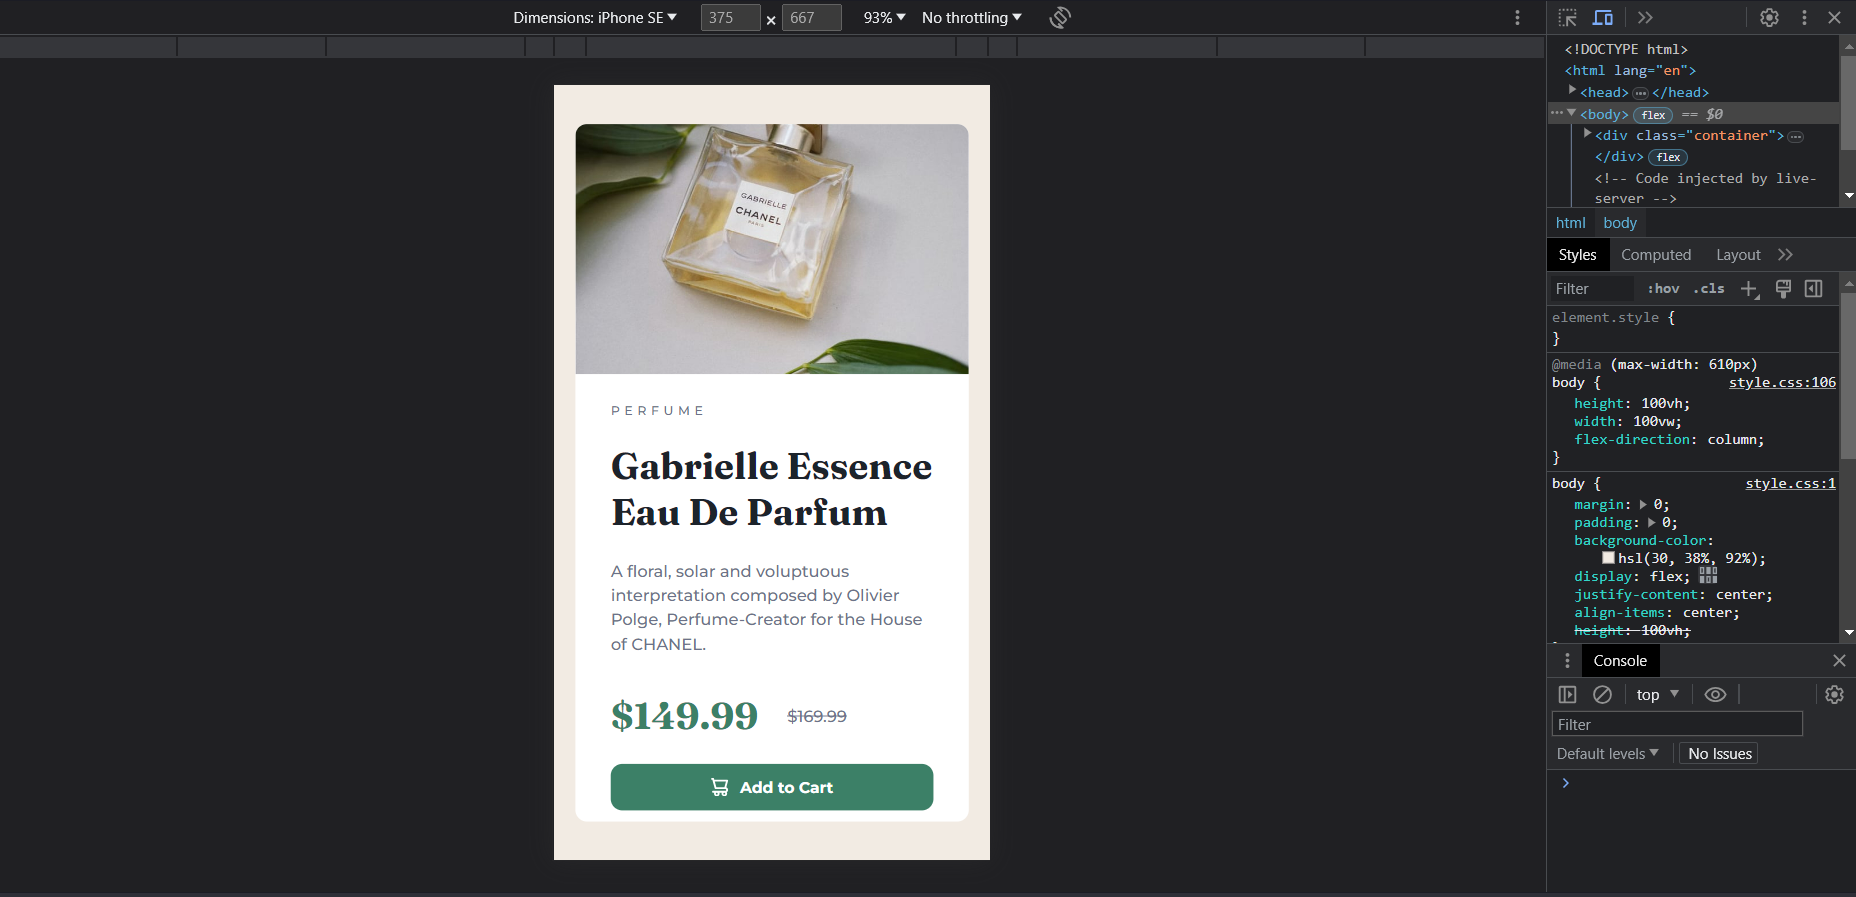 Dimensions: iPhone SE
375 × 667
93%
No throttling
<!DOCTYPE html>
<html lang="en">
<head> ··· </head>
··· <body> flex == $0
<div class="container"> ···
</div> flex
<!-- Code injected by live-
server -->
html body
Styles Computed Layout
Filter :hov .cls
element.style {
}
@media (max-width: 610px)
body { style.css:106
height: 100vh;
width: 100vw;
flex-direction: column;
}
body { style.css:1
margin: 0;
padding: 0;
background-color:
hsl(30, 38%, 92%);
display: flex;
justify-content: center;
align-items: center;
height: 100vh;
Console
top
Filter
Default levels No Issues
GABRIELLE
CHANEL
PARIS
PERFUME
Gabrielle Essence
Eau De Parfum
A floral, solar and voluptuous
interpretation composed by Olivier
Polge, Perfume-Creator for the House
of CHANEL.
$149.99 $169.99
Add to Cart